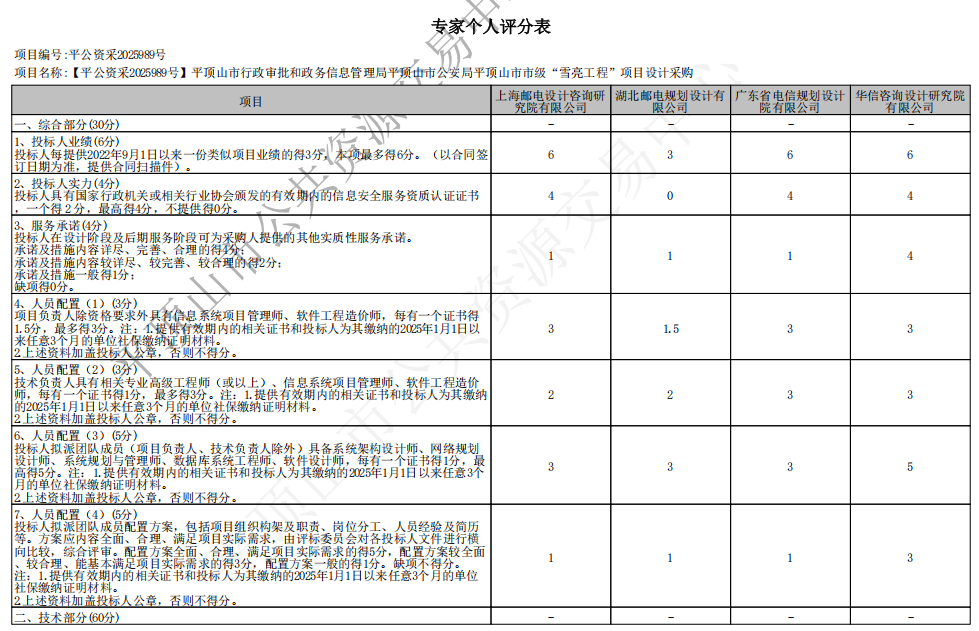 专家个人评分表
项目编号:平公资采2025989号
项目名称:【平公资采2025989号】平顶山市行政审批和政务信息管理局平顶山市公安局平顶山市市级“雪亮工程”项目设计采购
项目 上海邮电设计咨询研 湖北邮电规划设计有 广东省电信规划设计 华信咨询设计研究院
究院有限公司 限公司 院有限公司 有限公司
一、综合部分(30分) - - - -
1、投标人业绩(6分)
投标人每提供2022年9月1日以来一份类似项目业绩的得3分，本项最多得6分。（以合同签 6 3 6 6
订日期为准，提供合同扫描件）。
2、投标人实力(4分)
投标人具有国家行政机关或相关行业协会颁发的有效期内的信息安全服务资质认证证书 4 0 4 4
，一个得 2 分，最高得4分，不提供得0分。
3、服务承诺(4分)
投标人在设计阶段及后期服务阶段可为采购人提供的其他实质性服务承诺。
承诺及措施内容详尽、完善、合理的得4分；
承诺及措施内容较详尽、较完善、较合理的得2分； 1 1 1 4
承诺及措施一般得1分；
缺项得0分。
4、人员配置（1）(3分)
项目负责人除资格要求外具有信息系统项目管理师、软件工程造价师，每有一个证书得
1.5分，最多得3分。注：1.提供有效期内的相关证书和投标人为其缴纳的2025年1月1日以 3 1.5 3 3
来任意3个月的单位社保缴纳证明材料。
2上述资料加盖投标人公章，否则不得分。
5、人员配置（2）(3分)
技术负责人具有相关专业高级工程师（或以上）、信息系统项目管理师、软件工程造价
师，每有一个证书得1分，最多得3分。注：1.提供有效期内的相关证书和投标人为其缴纳 2 2 3 3
的2025年1月1日以来任意3个月的单位社保缴纳证明材料。
2上述资料加盖投标人公章，否则不得分。
6、人员配置（3）(5分)
投标人拟派团队成员（项目负责人、技术负责人除外）具备系统架构设计师、网络规划
设计师、系统规划与管理师、数据库系统工程师、软件设计师，每有一个证书得1分，最 3 3 3 5
高得5分。注：1.提供有效期内的相关证书和投标人为其缴纳的2025年1月1日以来任意3个
月的单位社保缴纳证明材料。
2上述资料加盖投标人公章，否则不得分。
7、人员配置（4）(5分)
投标人拟派团队成员配置方案，包括项目组织构架及职责、岗位分工、人员经验及简历
等。方案应内容全面、合理、满足项目实际需求，由评标委员会对各投标人文件进行横
向比较，综合评审。配置方案全面、合理、满足项目实际需求的得5分，配置方案较全面
、较合理、能基本满足项目实际需求的得3分，配置方案一般的得1分。缺项不得分。 1 1 1 3
注：1.提供有效期内的相关证书和投标人为其缴纳的2025年1月1日以来任意3个月的单位
社保缴纳证明材料。
2上述资料加盖投标人公章，否则不得分。
二、技术部分(60分) - - - -
平顶山市公共资源交易中
顶山市公共资源交易中心